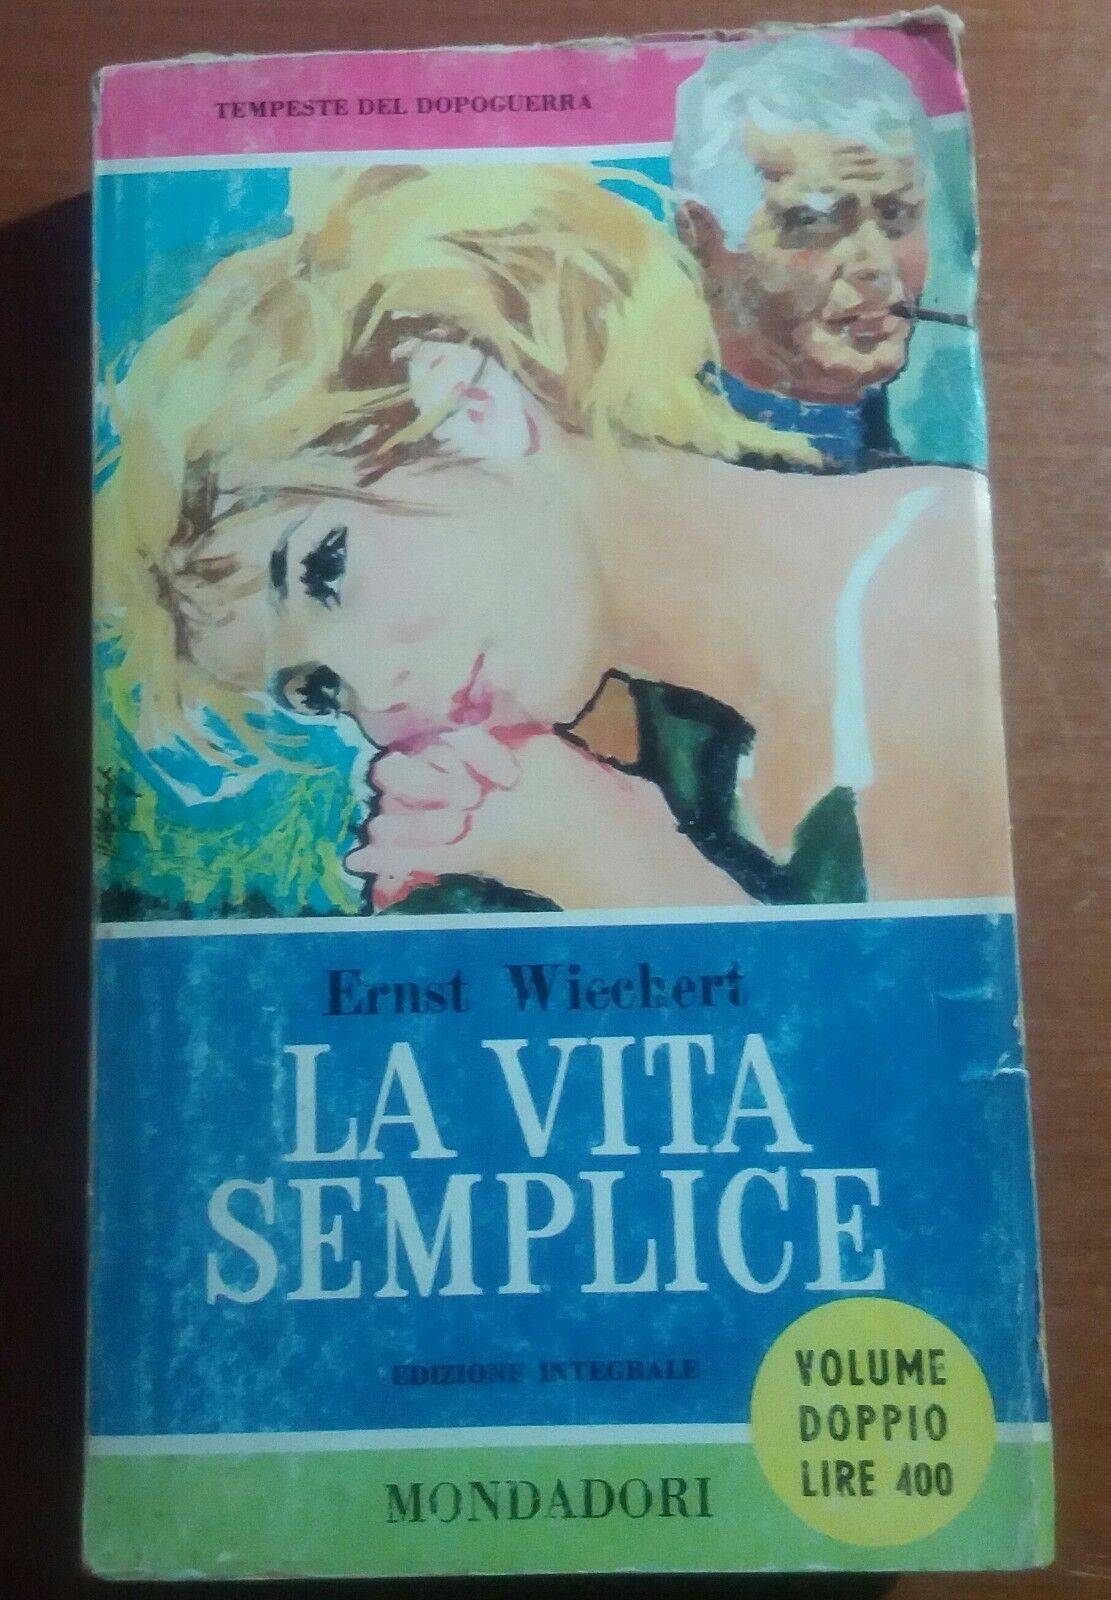 TEMPESTE DEL DOPOGUERRA
Ernst Wiechert
LA VITA
SEMPLICE
EDIZIONE INTEGRALE
VOLUME
DOPPIO
LIRE 400
MONDADORI